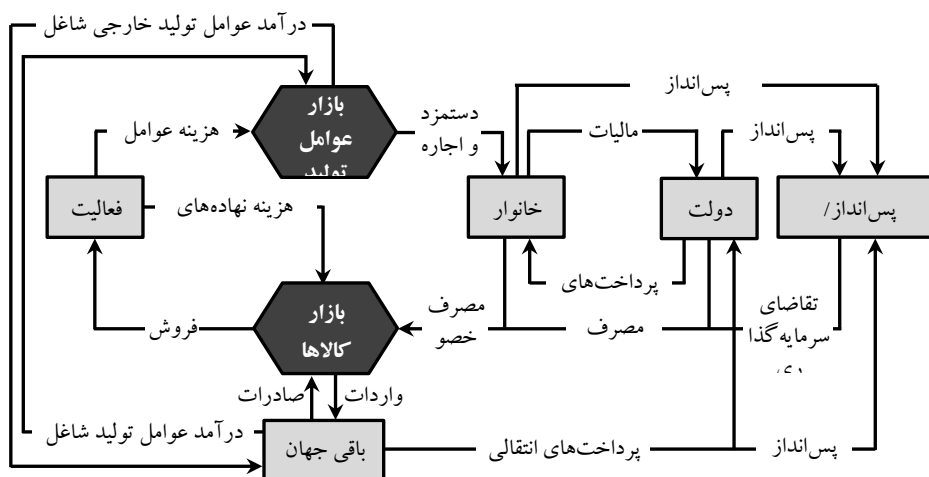 درآمد عوامل تولید خارجی شاغل
بازار
عوامل
تولید
هزینه عوامل
دستمزد
و اجاره
پس‌انداز
مالیات
پس‌انداز
فعالیت
هزینه نهاده‌های
خانوار
دولت
پس‌انداز/
پرداخت‌های
بازار
کالاها
فروش
مصرف
خصو
مصرف
تقاضای
سرمایه‌گذا
ری
صادرات
واردات
درآمد عوامل تولید شاغل
باقی جهان
پرداخت‌های انتقالی
پس‌انداز